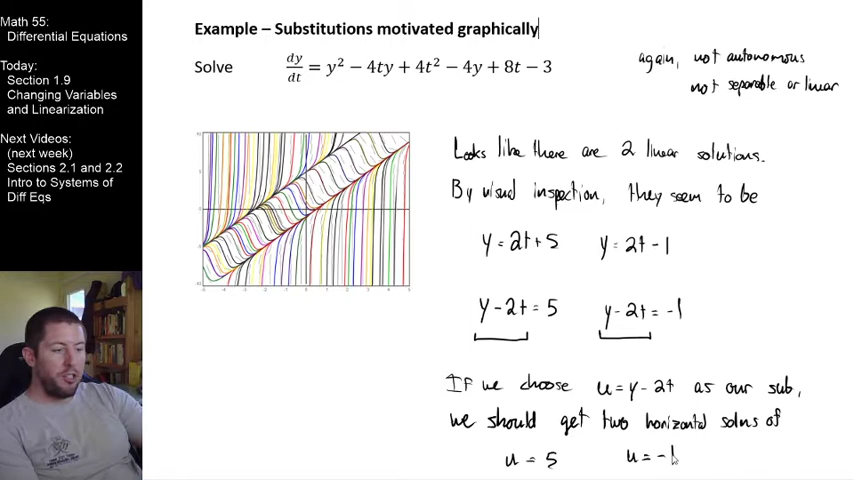 Math 55:
Differential Equations
Today:
Section 1.9
Changing Variables
and Linearization
Next Videos:
(next week)
Sections 2.1 and 2.2
Intro to Systems of
Diff Eqs
Example – Substitutions motivated graphically
Solve dy/dt = y² − 4ty + 4t² − 4y + 8t − 3
again, not autonomous
not separable or linear
Looks like there are 2 linear solutions.
By visual inspection, they seem to be
y = 2t + 5 y = 2t − 1
y − 2t = 5 y − 2t = −1
If we choose u = y − 2t as our sub,
we should get two horizontal solns of
u = 5 u = −1